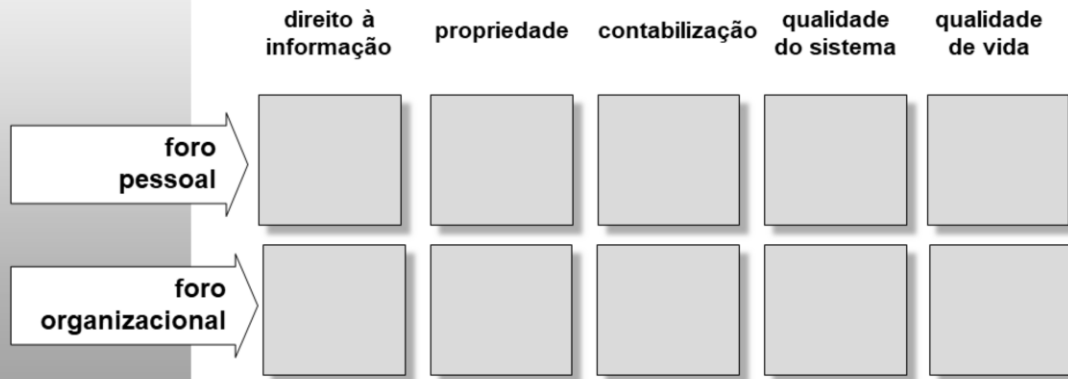 direito à
informação
propriedade
contabilização
qualidade
do sistema
qualidade
de vida
foro
pessoal
foro
organizacional